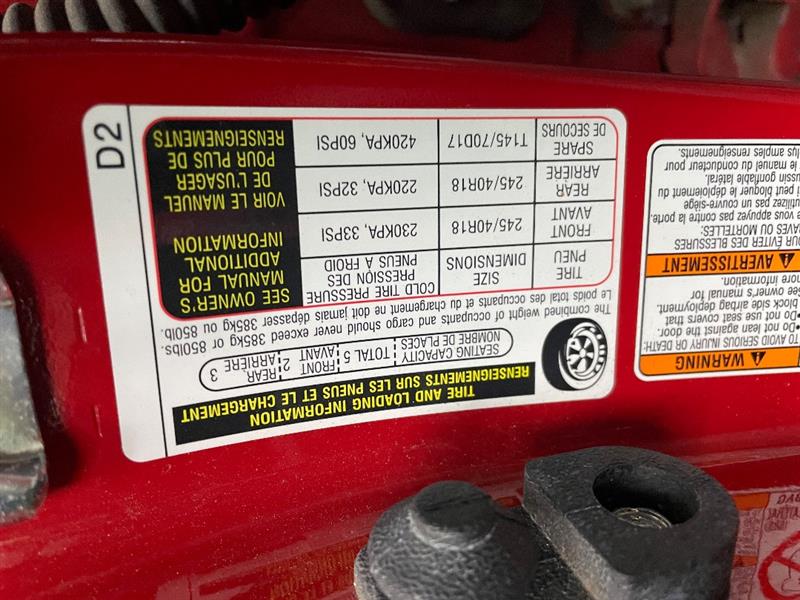 TIRE AND LOADING INFORMATION
RENSEIGNEMENTS SUR LES PNEUS ET LE CHARGEMENT
SEATING CAPACITY
NOMBRE DE PLACES
TOTAL 5
FRONT
AVANT 2
REAR
ARRIÈRE 3
The combined weight of occupants and cargo should never exceed 385kg or 850lbs.
Le poids total des occupants et du chargement ne doit jamais dépasser 385kg ou 850lb.
TIRE
PNEU
SIZE
DIMENSIONS
COLD TIRE PRESSURE
PRESSION DES
PNEUS À FROID
FRONT
AVANT
245/40R18
230KPA, 33PSI
REAR
ARRIÈRE
245/40R18
220KPA, 32PSI
SPARE
DE SECOURS
T145/70D17
420KPA, 60PSI
SEE OWNER'S
MANUAL FOR
ADDITIONAL
INFORMATION
VOIR LE MANUEL
DE L'USAGER
POUR PLUS DE
RENSEIGNEMENTS
D2
WARNING
TO AVOID SERIOUS INJURY OR DEATH:
•Do not lean against the door.
•Do not use seat covers that
block side airbag deployment.
See owner's manual for
more information.
AVERTISSEMENT
POUR ÉVITER DES BLESSURES
GRAVES OU MORTELLES:
vous appuyez pas contre la porte.
utilisez pas un couvre-siège
peut bloquer le déploiement du
coussin gonflable latéral.
le manuel du conducteur pour
plus amples renseignements.